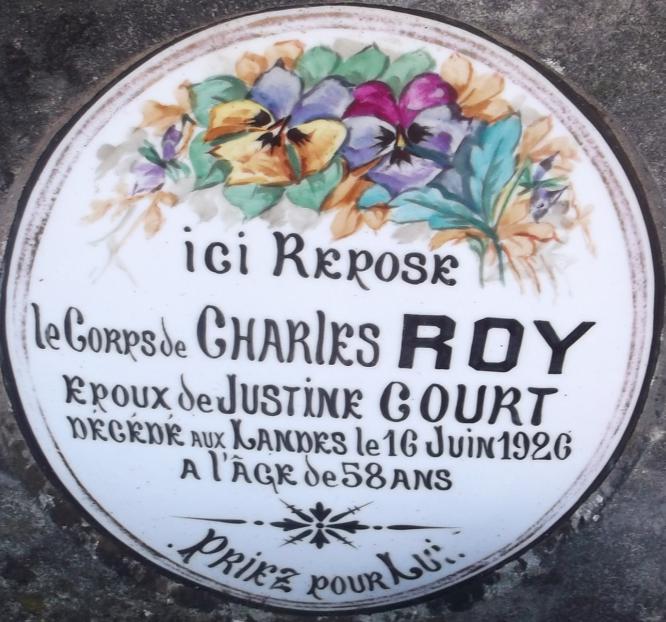 ici Repose
le Corps de CHARLES ROY
Epoux de JUSTINE COURT
DÉCÉDÉ AUX LANDES le 16 Juin 1926
A l'ÂGE de 58 ANS
PRIEZ POUR LUI